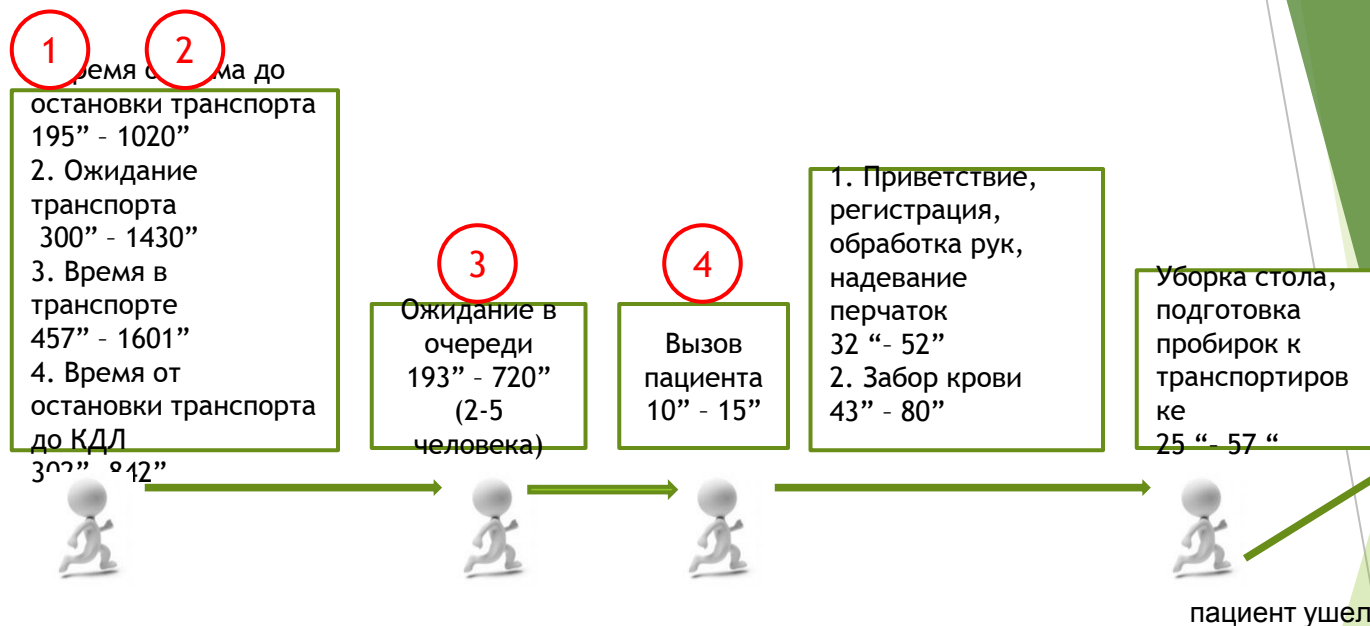 1
2
до
остановки транспорта
195” – 1020”
2. Ожидание
транспорта
300” – 1430”
3. Время в
транспорте
457” – 1601”
4. Время от
остановки транспорта
до КДЛ
842”
3
Ожидание в
очереди
193” – 720”
(2-5
человека)
4
Вызов
пациента
10” – 15”
1. Приветствие,
регистрация,
обработка рук,
надевание
перчаток
32 “– 52”
2. Забор крови
43” – 80”
Уборка стола,
подготовка
пробирок к
транспортиров
ке
25 “– 57 “
пациент ушел